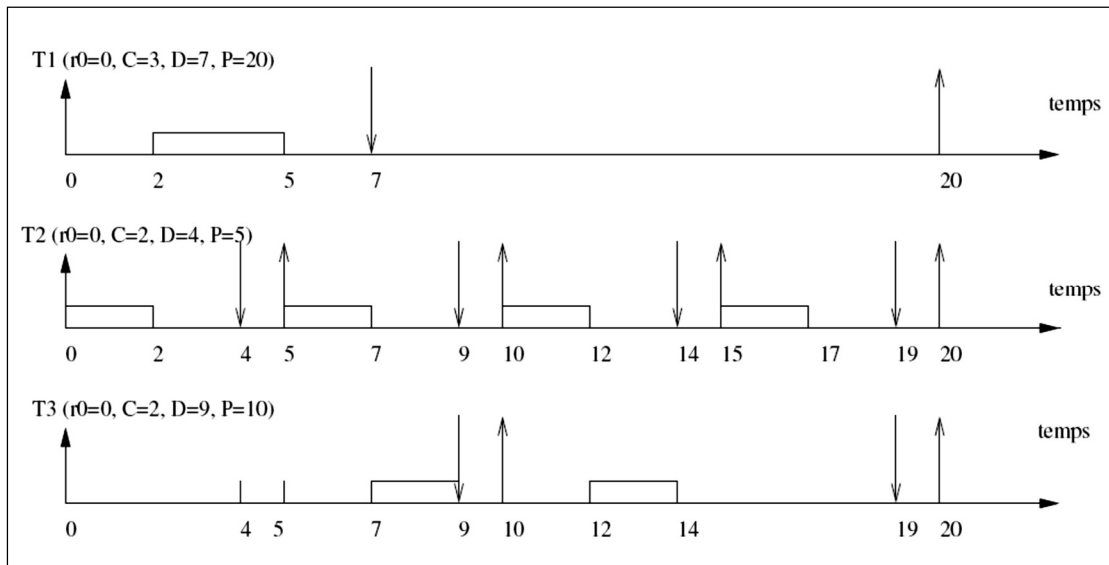 T1 (r0=0, C=3, D=7, P=20)
temps
0 2 5 7 20
T2 (r0=0, C=2, D=4, P=5)
temps
0 2 4 5 7 9 10 12 14 15 17 19 20
T3 (r0=0, C=2, D=9, P=10)
temps
0 4 5 7 9 10 12 14 19 20